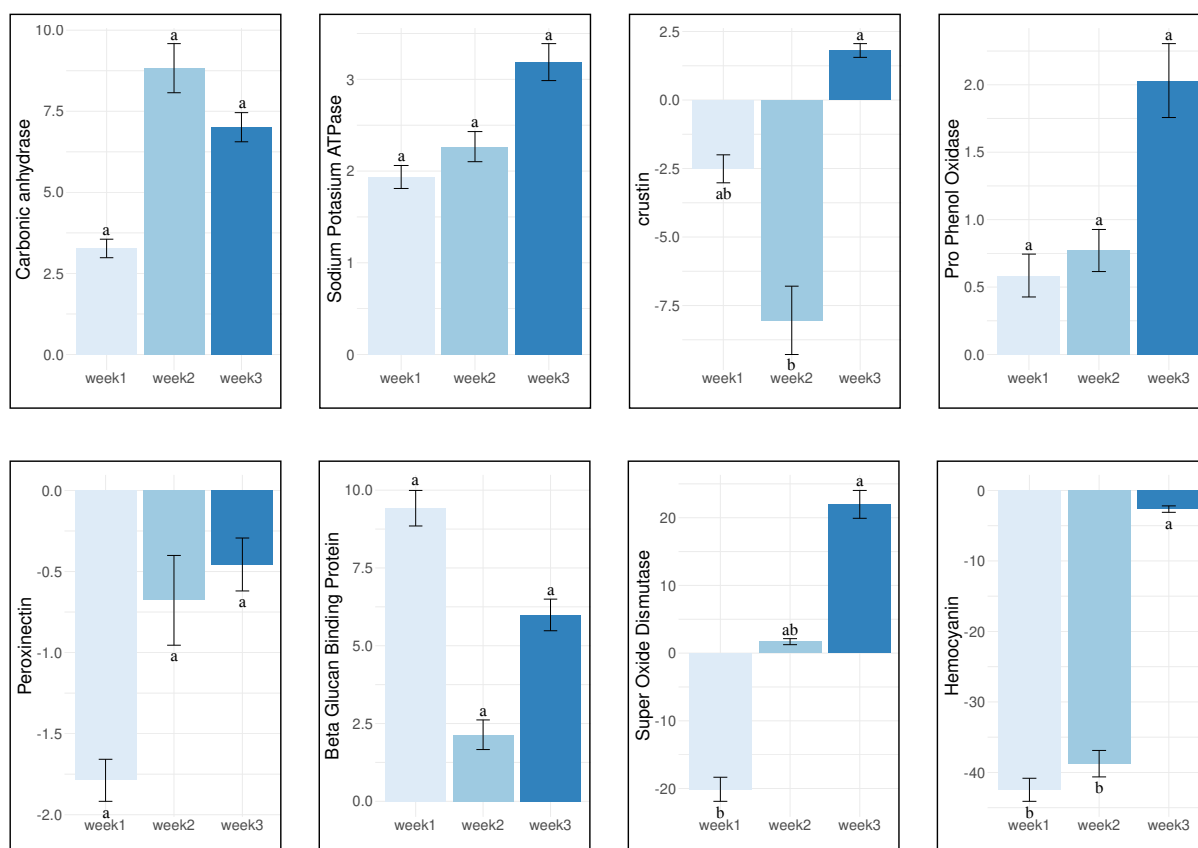 Carbonic anhydrase
10.0
7.5
5.0
2.5
0.0
a
a
a
week1 week2 week3
Sodium Potasium ATPase
3
2
1
0
a
a
a
week1 week2 week3
crustin
2.5
0.0
-2.5
-5.0
-7.5
ab
b
a
week1 week2 week3
Pro Phenol Oxidase
2.0
1.5
1.0
0.5
0.0
a
a
a
week1 week2 week3
Peroxinectin
0.0
-0.5
-1.0
-1.5
-2.0
a
a
a
week1 week2 week3
Beta Glucan Binding Protein
10.0
7.5
5.0
2.5
0.0
a
a
a
week1 week2 week3
Super Oxide Dismutase
20
10
0
-10
-20
b
ab
a
week1 week2 week3
Hemocyanin
0
-10
-20
-30
-40
b
b
a
week1 week2 week3